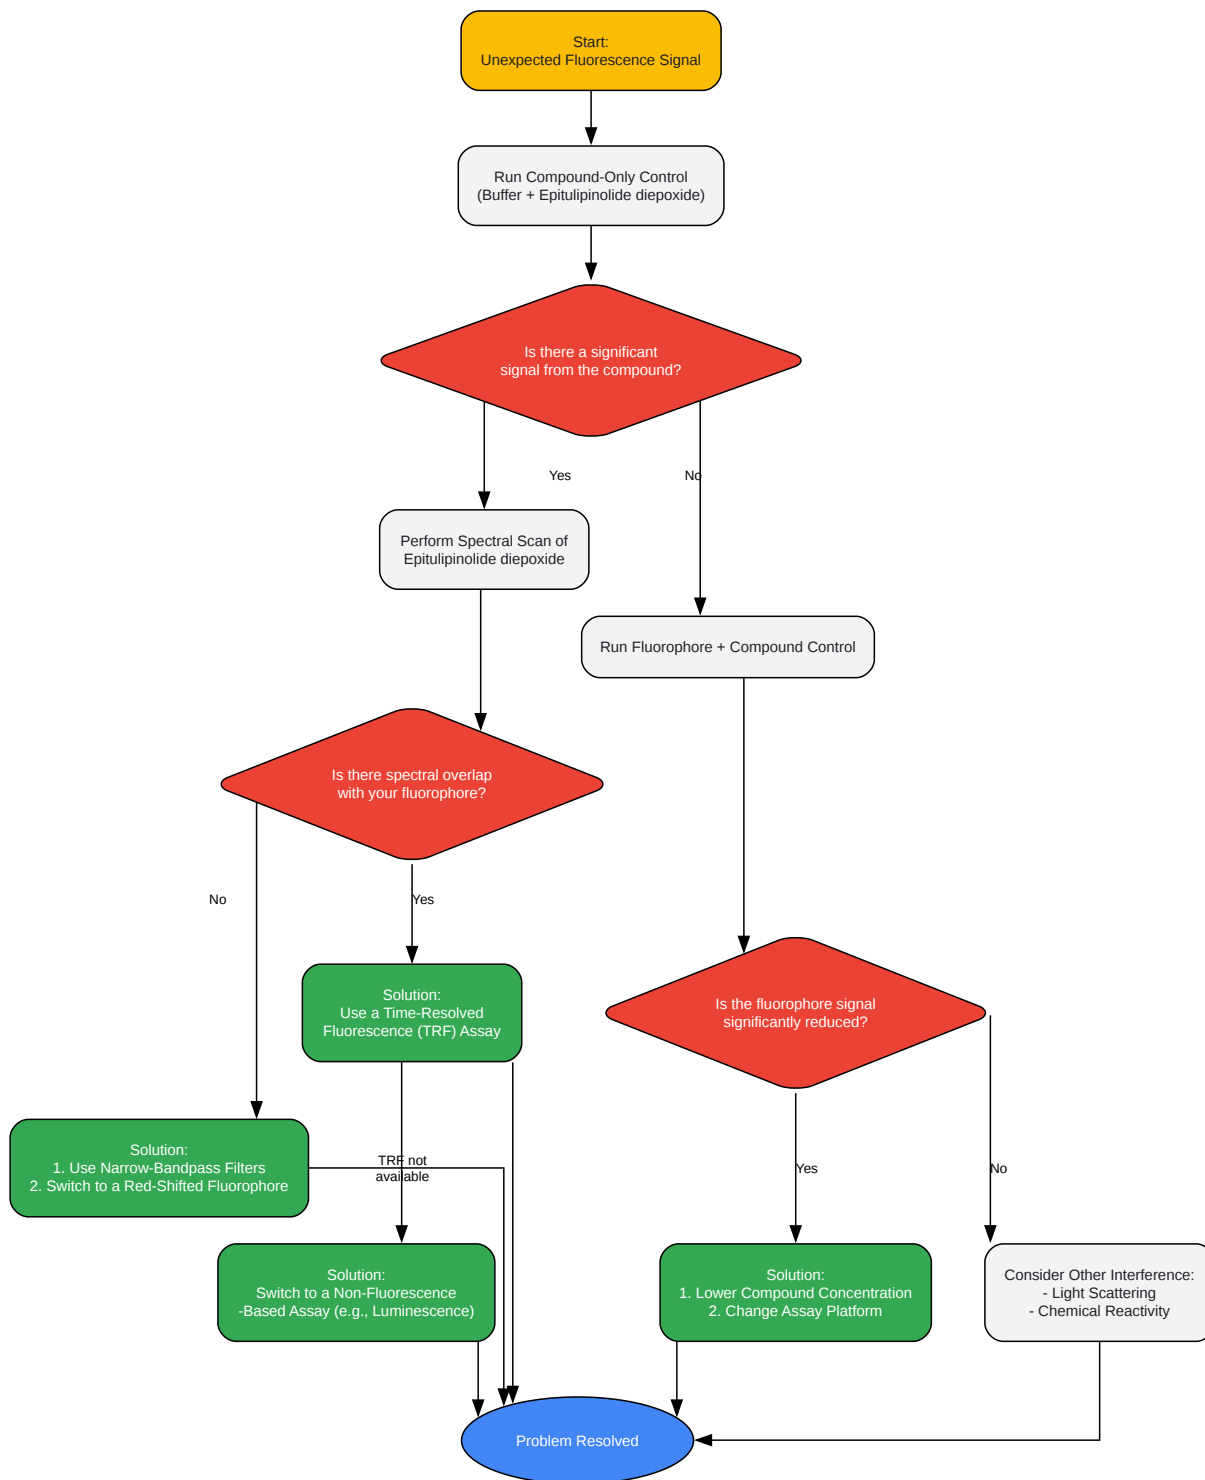 Start:
Unexpected Fluorescence Signal
Run Compound-Only Control
(Buffer + Epitulipinolide diepoxide)
Is there a significant
signal from the compound?
Yes
No
Perform Spectral Scan of
Epitulipinolide diepoxide
Run Fluorophore + Compound Control
Is there spectral overlap
with your fluorophore?
No
Yes
Solution:
Use a Time-Resolved
Fluorescence (TRF) Assay
Is the fluorophore signal
significantly reduced?
Solution:
1. Use Narrow-Bandpass Filters
2. Switch to a Red-Shifted Fluorophore
TRF not
available
Yes
No
Solution:
Switch to a Non-Fluorescence
-Based Assay (e.g., Luminescence)
Solution:
1. Lower Compound Concentration
2. Change Assay Platform
Consider Other Interference:
- Light Scattering
- Chemical Reactivity
Problem Resolved